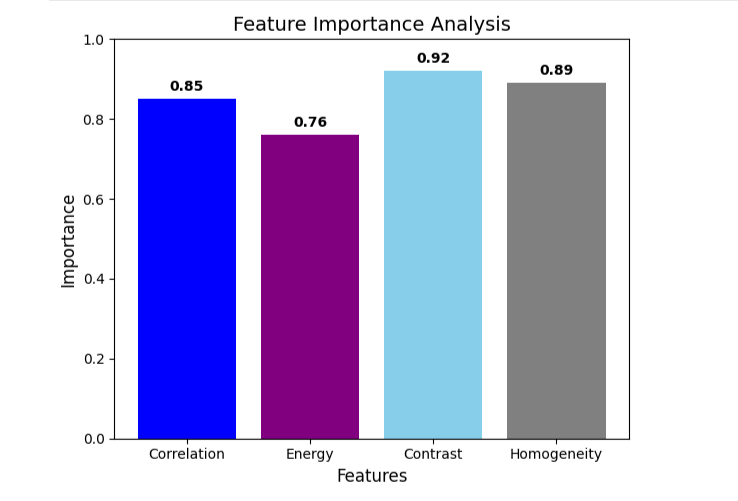 Feature Importance Analysis
1.0
0.8
0.6
0.4
0.2
0.0
Importance
0.85
0.76
0.92
0.89
Correlation Energy Contrast Homogeneity
Features